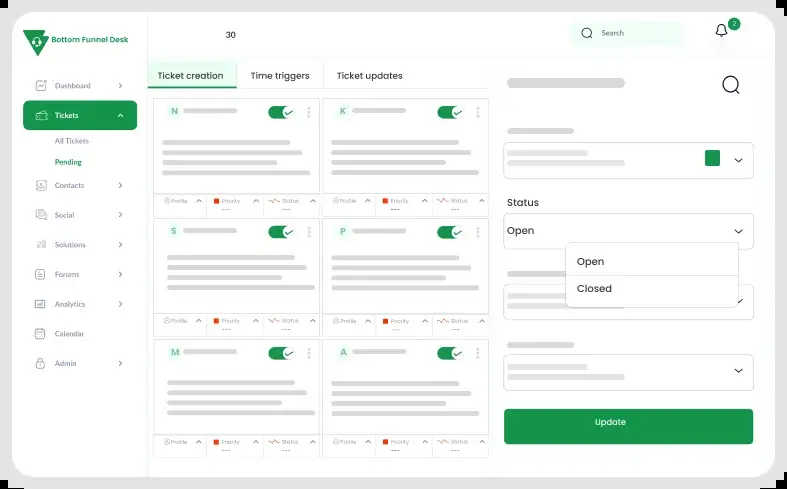 Bottom Funnel Desk
30
Search
2
Dashboard
Tickets
All Tickets
Pending
Contacts
Social
Solutions
Forums
Analytics
Calendar
Admin
Ticket creation Time triggers Ticket updates
N
K
Profile Priority --- Status ---
Profile Priority --- Status ---
S
P
Profile Priority --- Status ---
Profile Priority --- Status ---
M
A
Profile Priority --- Status ---
Profile Priority --- Status ---
Status
Open
Open
Closed
Update